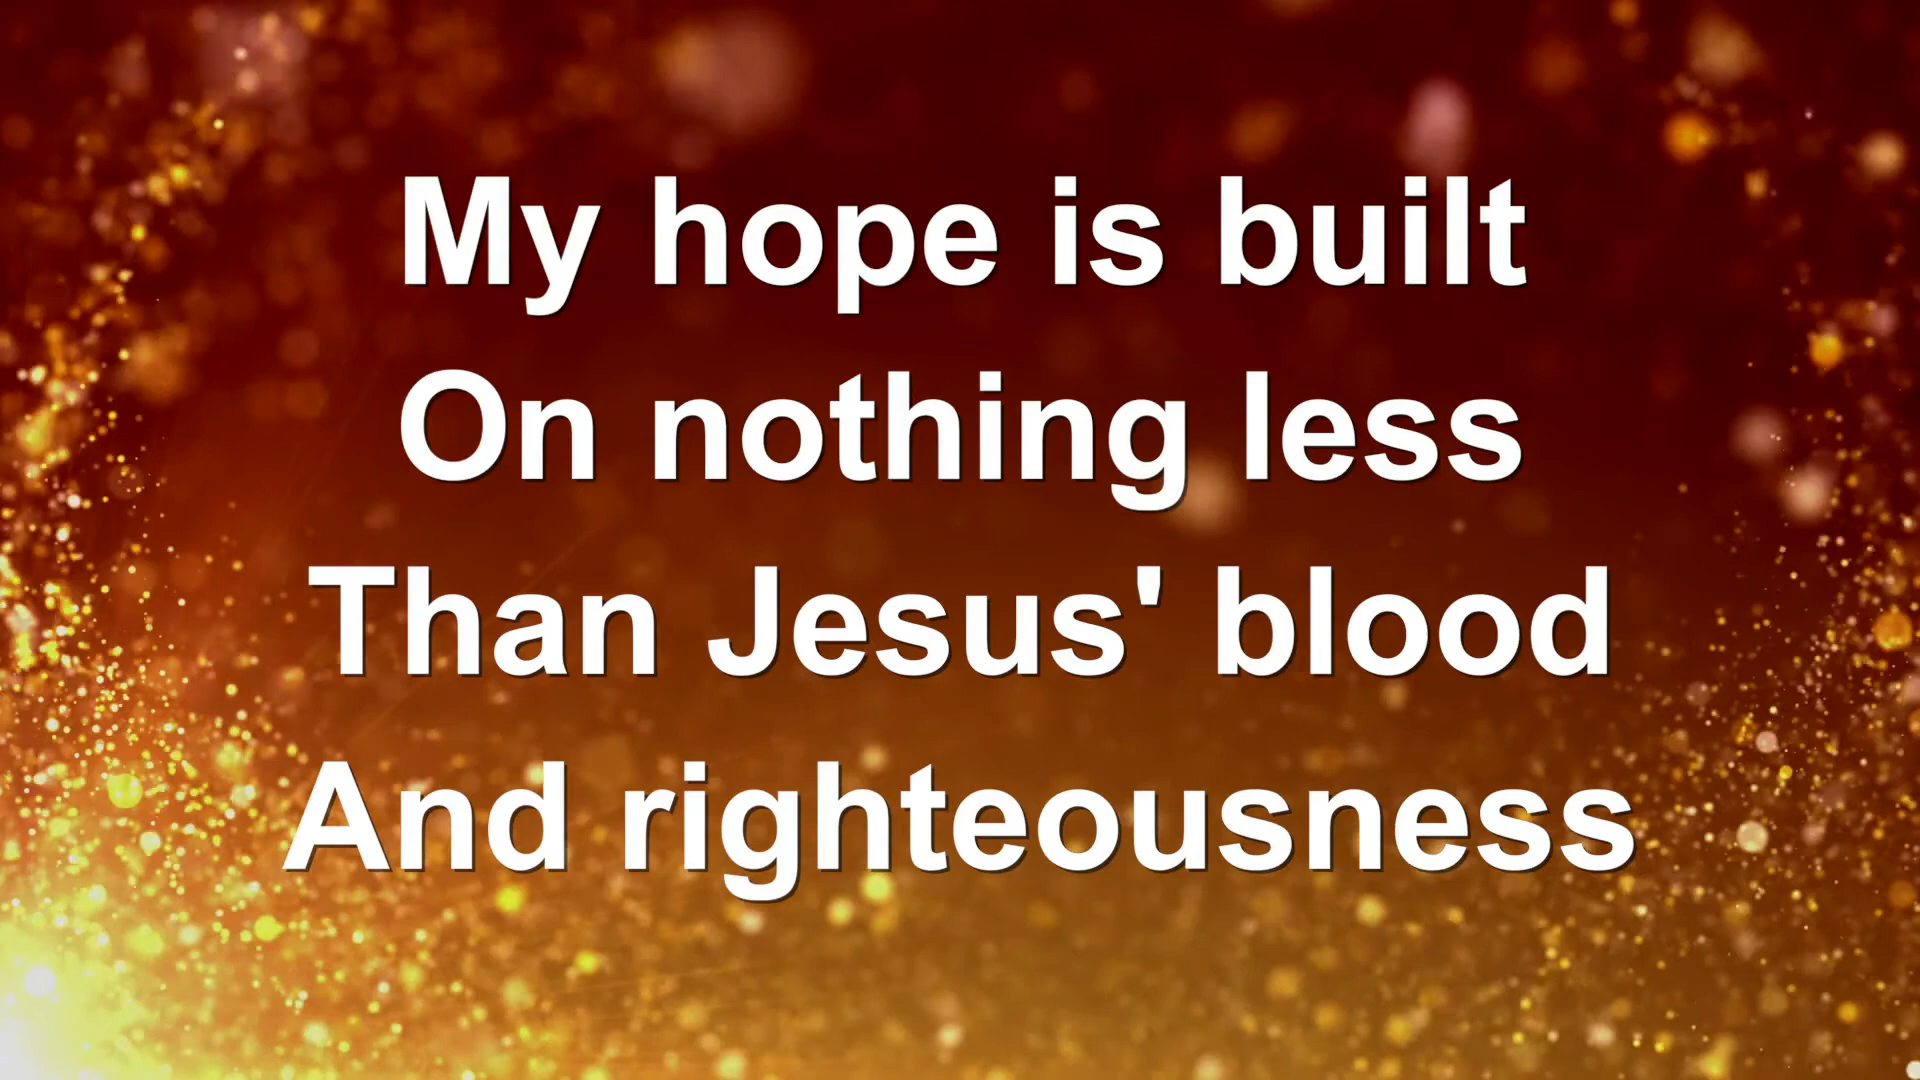 My hope is built
On nothing less
Than Jesus' blood
And righteousness